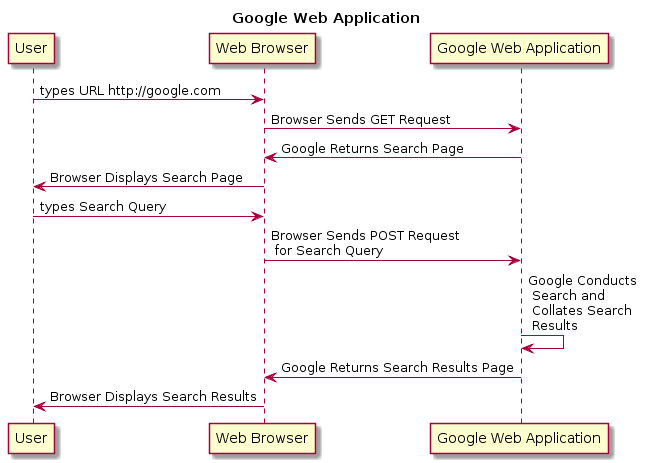 Google Web Application
User
Web Browser
Google Web Application
types URL http://google.com
Browser Sends GET Request
Google Returns Search Page
Browser Displays Search Page
types Search Query
Browser Sends POST Request
for Search Query
Google Conducts
Search and
Collates Search
Results
Google Returns Search Results Page
Browser Displays Search Results
User
Web Browser
Google Web Application